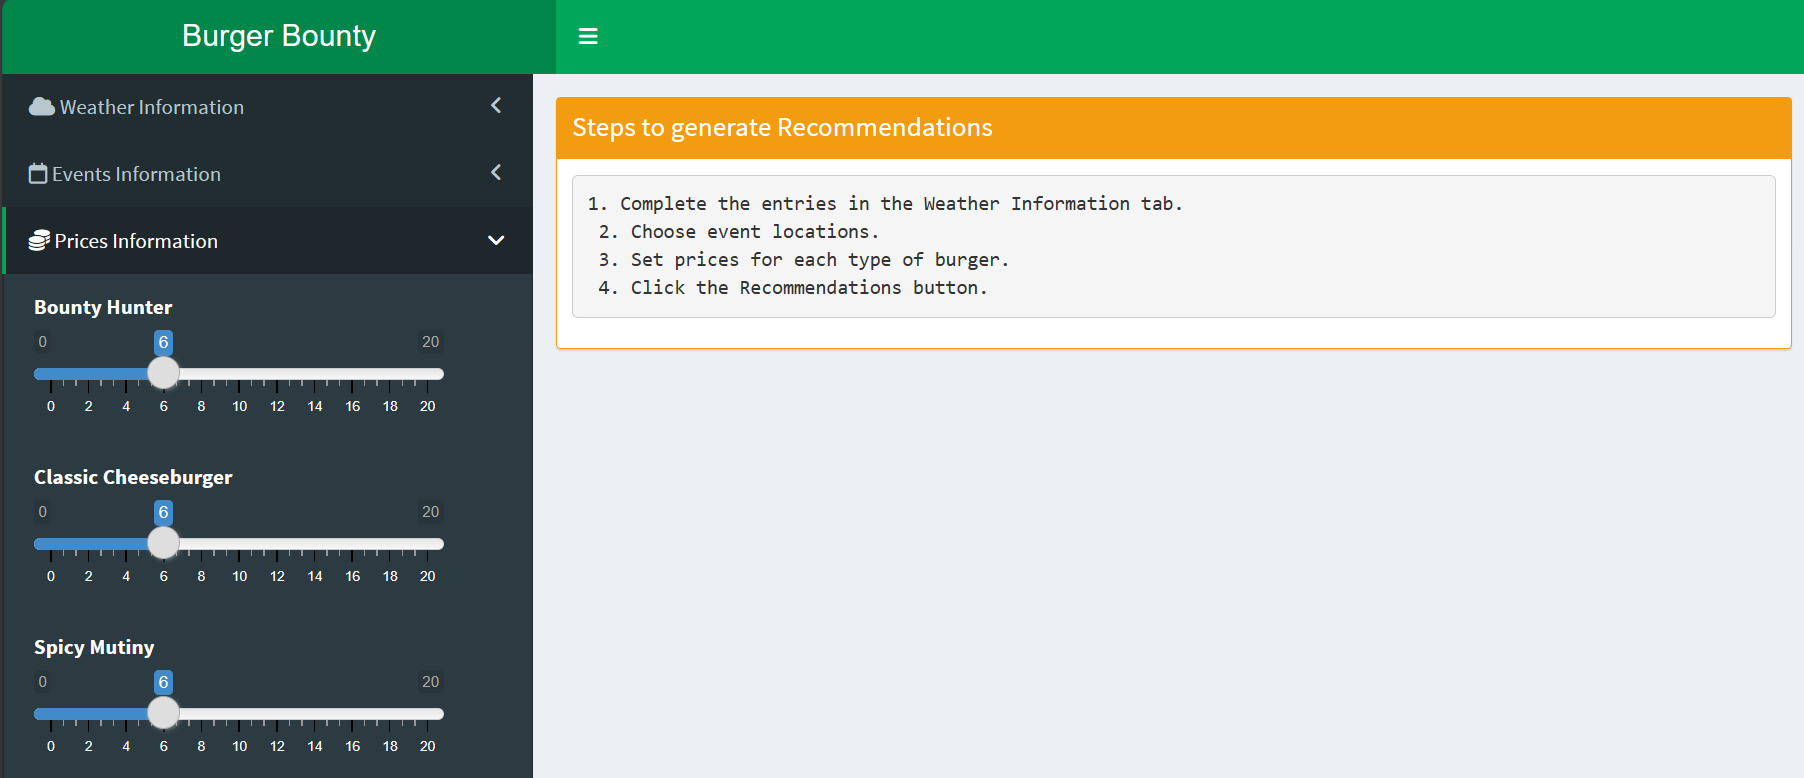 Burger Bounty
Weather Information
Events Information
Prices Information
Bounty Hunter
0 6 20
0 2 4 6 8 10 12 14 16 18 20
Classic Cheeseburger
0 6 20
0 2 4 6 8 10 12 14 16 18 20
Spicy Mutiny
0 6 20
0 2 4 6 8 10 12 14 16 18 20
Steps to generate Recommendations
1. Complete the entries in the Weather Information tab.
2. Choose event locations.
3. Set prices for each type of burger.
4. Click the Recommendations button.